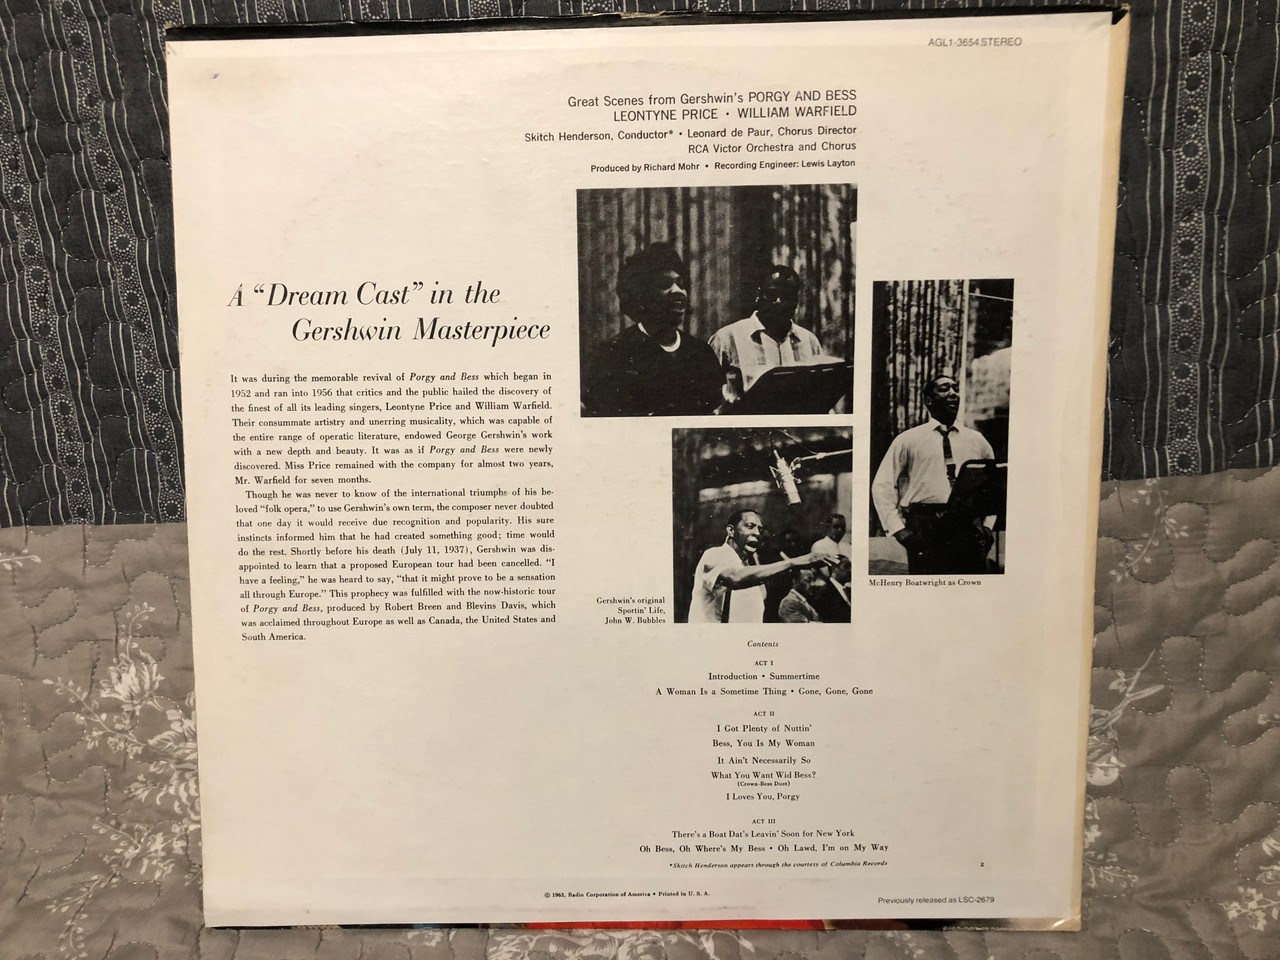 AGL1-3654 STEREO
Great Scenes from Gershwin's PORGY AND BESS
LEONTYNE PRICE • WILLIAM WARFIELD
Skitch Henderson, Conductor* • Leonard de Paur, Chorus Director
RCA Victor Orchestra and Chorus
Produced by Richard Mohr • Recording Engineer: Lewis Layton
A “Dream Cast” in the
Gershwin Masterpiece
It was during the memorable revival of Porgy and Bess which began in
1952 and ran into 1956 that critics and the public hailed the discovery of
the finest of all its leading singers, Leontyne Price and William Warfield.
Their consummate artistry and unerring musicality, which was capable of
the entire range of operatic literature, endowed George Gershwin's work
with a new depth and beauty. It was as if Porgy and Bess were newly
discovered. Miss Price remained with the company for almost two years,
Mr. Warfield for seven months.
Though he was never to know of the international triumphs of his be-
loved “folk opera,” to use Gershwin's own term, the composer never doubted
that one day it would receive due recognition and popularity. His sure
instincts informed him that he had created something good; time would
do the rest. Shortly before his death (July 11, 1937), Gershwin was dis-
appointed to learn that a proposed European tour had been cancelled. “I
have a feeling,” he was heard to say, “that it might prove to be a sensation
all through Europe.” This prophecy was fulfilled with the now-historic tour
of Porgy and Bess, produced by Robert Breen and Blevins Davis, which
was acclaimed throughout Europe as well as Canada, the United States and
South America.
McHenry Boatwright as Crown
Gershwin's original
Sportin' Life,
John W. Bubbles
Contents
ACT I
Introduction • Summertime
A Woman Is a Sometime Thing • Gone, Gone, Gone
ACT II
I Got Plenty of Nuttin'
Bess, You Is My Woman
It Ain't Necessarily So
What You Want Wid Bess?
(Crown-Bess Duet)
I Loves You, Porgy
ACT III
There's a Boat Dat's Leavin' Soon for New York
Oh Bess, Oh Where's My Bess • Oh Lawd, I'm on My Way
*Skitch Henderson appears through the courtesy of Columbia Records
2
© 1963, Radio Corporation of America • Printed in U. S. A.
Previously released as LSC-2679